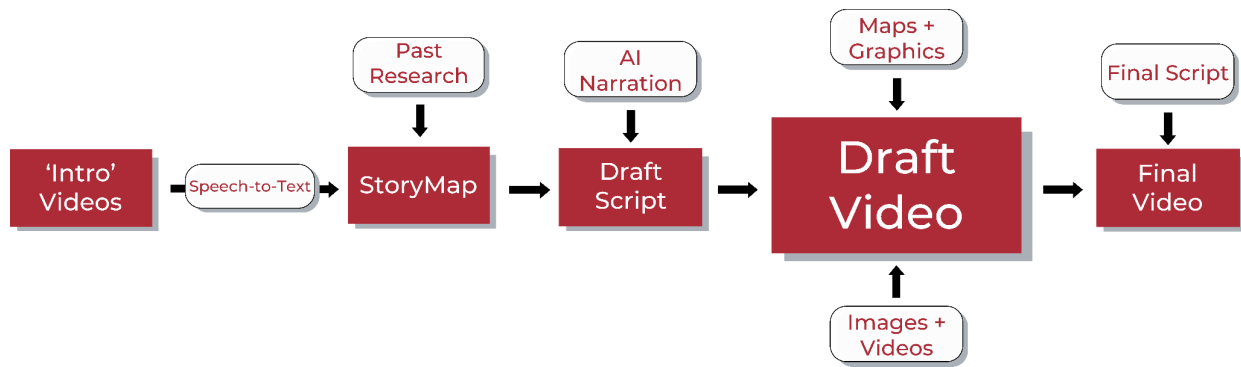 Past
Research
AI
Narration
Maps +
Graphics
Final Script
‘Intro’
Videos
Speech-to-Text
StoryMap
Draft
Script
Draft
Video
Final
Video
Images +
Videos